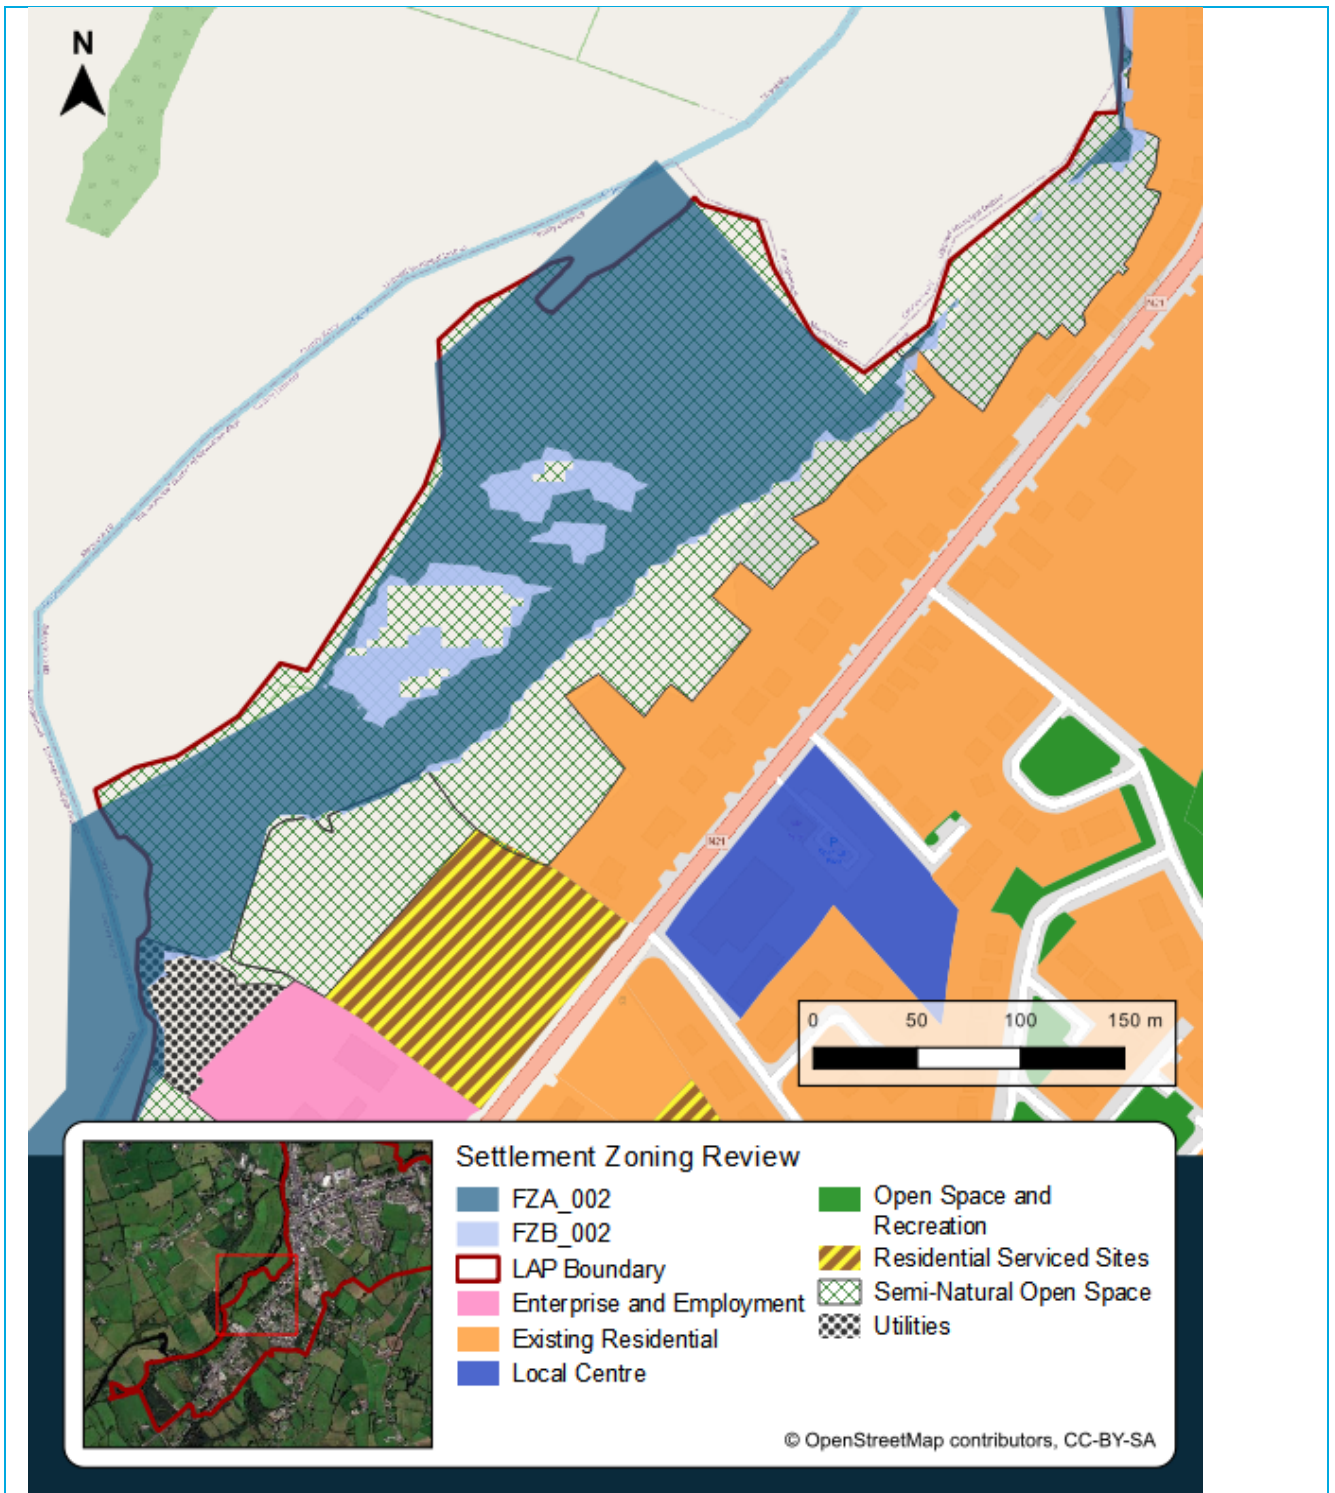 N
N21
N21
0 50 100 150 m
Settlement Zoning Review
FZA_002
FZB_002
LAP Boundary
Enterprise and Employment
Existing Residential
Local Centre
Open Space and
Recreation
Residential Serviced Sites
Semi-Natural Open Space
Utilities
© OpenStreetMap contributors, CC-BY-SA